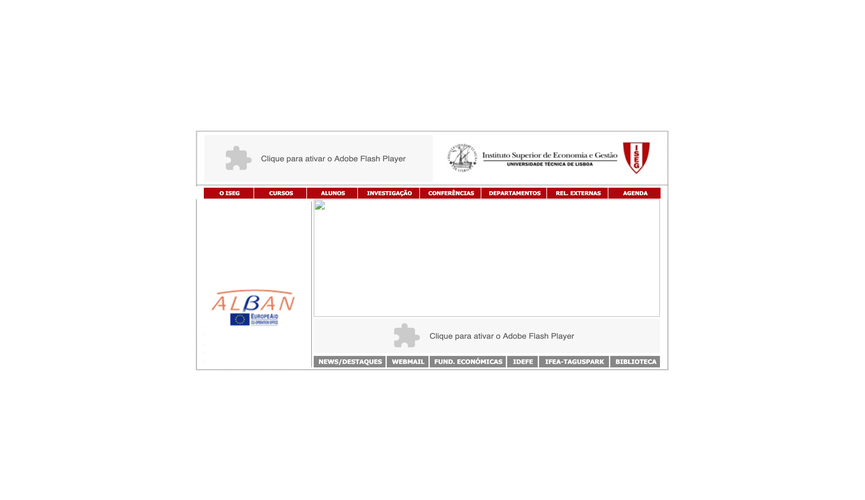 Clique para ativar o Adobe Flash Player
Instituto Superior de Economia e Gestão
UNIVERSIDADE TÉCNICA DE LISBOA
ISEG
O ISEG CURSOS ALUNOS INVESTIGAÇÃO CONFERÊNCIAS DEPARTAMENTOS REL. EXTERNAS AGENDA
ALBAN
EUROPEAID
CO-OPERATION OFFICE
Clique para ativar o Adobe Flash Player
NEWS/DESTAQUES WEBMAIL FUND. ECONÓMICAS IDEFE IFEA-TAGUSPARK BIBLIOTECA